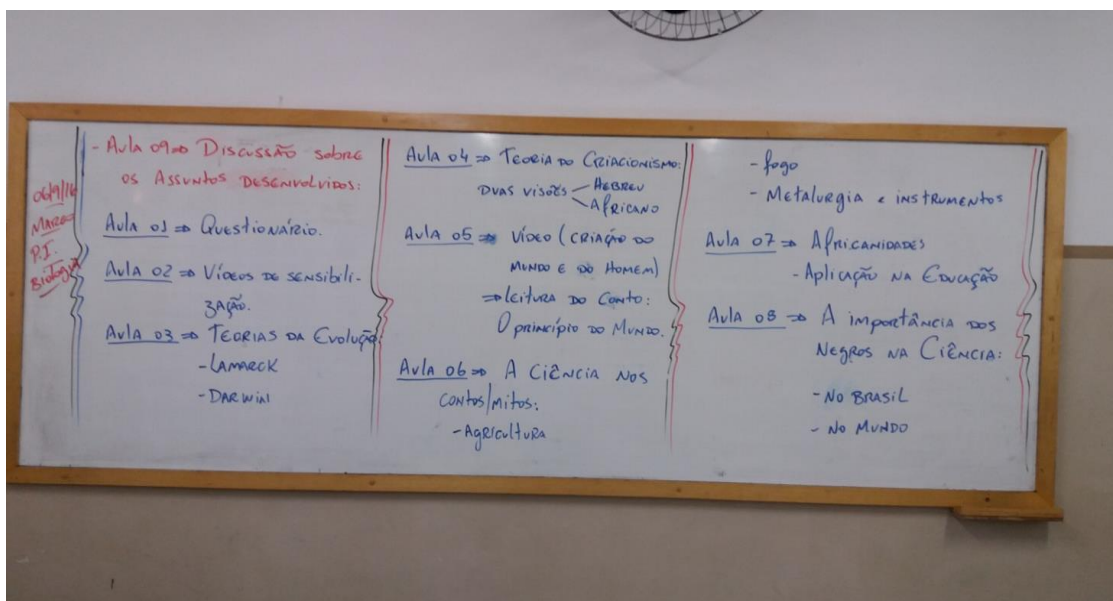 06/9/16
Marco
P.I.
Biologia
- Aula 09 => Discussão sobre
os Assuntos Desenvolvidos:
Aula 01 => Questionário.
Aula 02 => Vídeos de sensibili-
zação.
Aula 03 => Teorias da Evolução:
- Lamarck
- Darwin
Aula 04 => Teoria do Criacionismo:
duas visões - Hebreu
- Africano
Aula 05 => Vídeo (criação do
mundo e do Homem)
=> Leitura do Conto:
O princípio do Mundo.
Aula 06 => A Ciência nos
contos/mitos:
- Agricultura
- fogo
- Metalurgia e instrumentos
Aula 07 => Africanidades
- Aplicação na Educação
Aula 08 => A importância dos
Negros na Ciência:
- No Brasil
- No Mundo